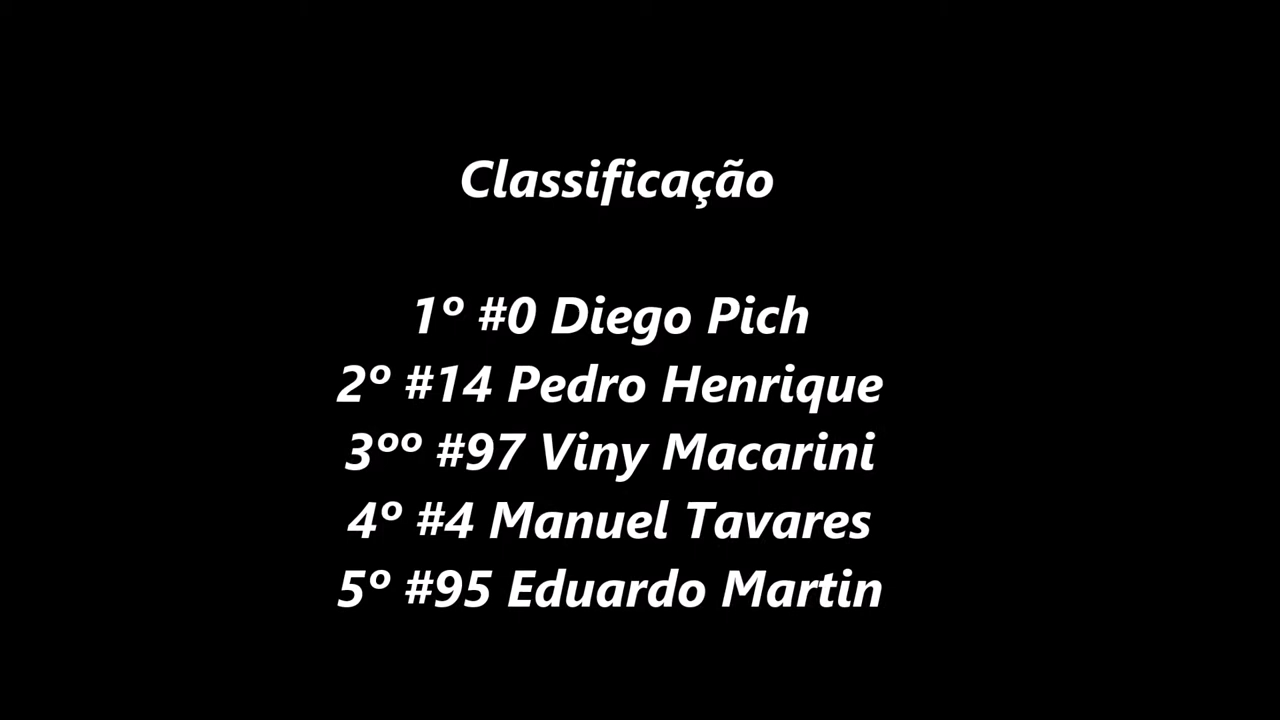 Classificação
1º #0 Diego Pich
2º #14 Pedro Henrique
3ºº #97 Viny Macarini
4º #4 Manuel Tavares
5º #95 Eduardo Martin